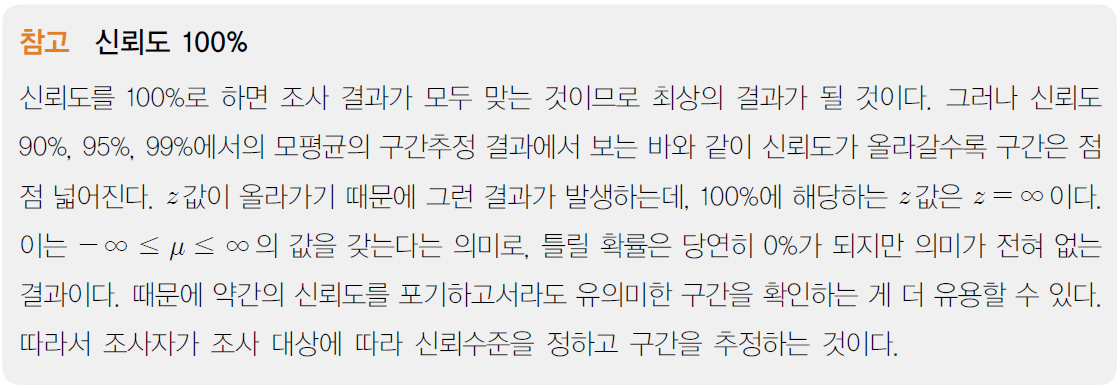 참고 신뢰도 100%
신뢰도를 100%로 하면 조사 결과가 모두 맞는 것이므로 최상의 결과가 될 것이다. 그러나 신뢰도
90%, 95%, 99%에서의 모평균의 구간추정 결과에서 보는 바와 같이 신뢰도가 올라갈수록 구간은 점
점 넓어진다. z값이 올라가기 때문에 그런 결과가 발생하는데, 100%에 해당하는 z값은 z = ∞이다.
이는 −∞ ≤ μ ≤ ∞의 값을 갖는다는 의미로, 틀릴 확률은 당연히 0%가 되지만 의미가 전혀 없는
결과이다. 때문에 약간의 신뢰도를 포기하고서라도 유의미한 구간을 확인하는 게 더 유용할 수 있다.
따라서 조사자가 조사 대상에 따라 신뢰수준을 정하고 구간을 추정하는 것이다.